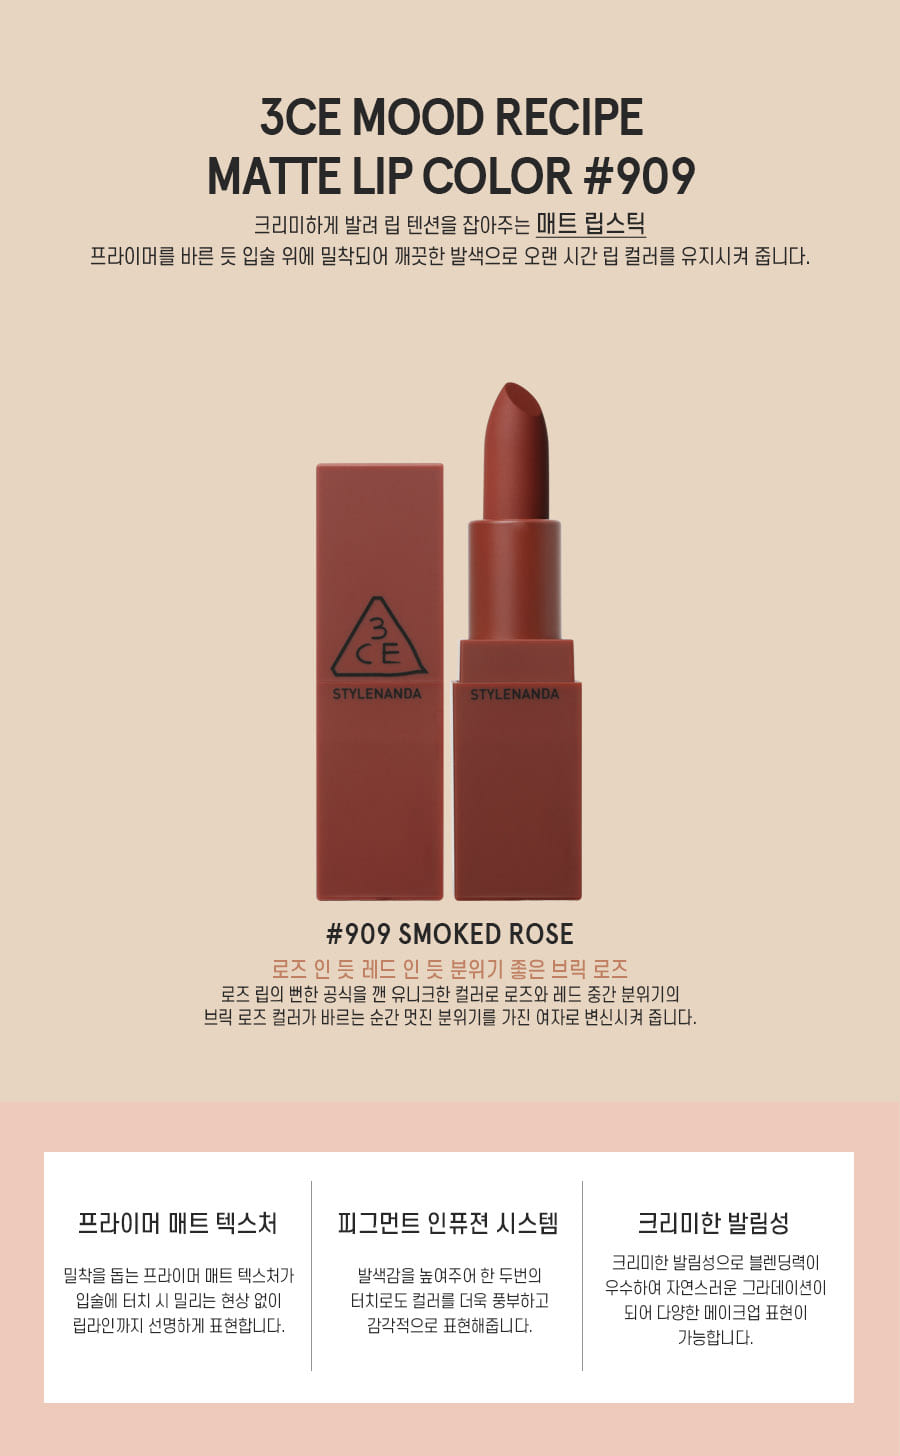 3CE MOOD RECIPE
MATTE LIP COLOR #909
크리미하게 발려 립 텐션을 잡아주는 매트 립스틱
프라이머를 바른 듯 입술 위에 밀착되어 깨끗한 발색으로 오랜 시간 립 컬러를 유지시켜 줍니다.
3
CE
STYLENANDA
STYLENANDA
#909 SMOKED ROSE
로즈 인 듯 레드 인 듯 분위기 좋은 브릭 로즈
로즈 립의 뻔한 공식을 깬 유니크한 컬러로 로즈와 레드 중간 분위기의
브릭 로즈 컬러가 바르는 순간 멋진 분위기를 가진 여자로 변신시켜 줍니다.
프라이머 매트 텍스처
밀착을 돕는 프라이머 매트 텍스처가
입술에 터치 시 밀리는 현상 없이
립라인까지 선명하게 표현합니다.
피그먼트 인퓨젼 시스템
발색감을 높여주어 한 두번의
터치로도 컬러를 더욱 풍부하고
감각적으로 표현해줍니다.
크리미한 발림성
크리미한 발림성으로 블렌딩력이
우수하여 자연스러운 그라데이션이
되어 다양한 메이크업 표현이
가능합니다.